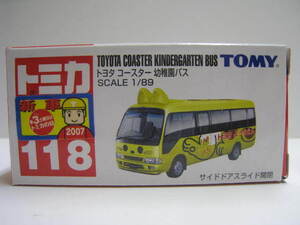 トミカ
新車
2007
118
TOYOTA COASTER KINDERGARTEN BUS
トヨタ コースター 幼稚園バス
SCALE 1/89
TOMY
サイドドアスライド開閉